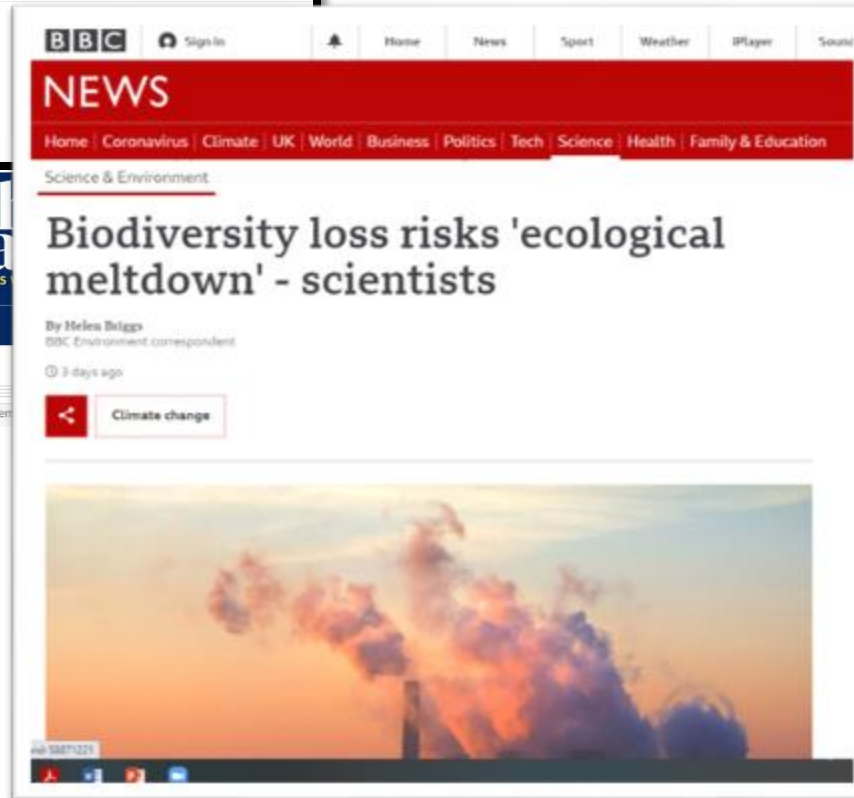 BBC Sign in Home News Sport Weather iPlayer Sound
NEWS
Home Coronavirus Climate UK World Business Politics Tech Science Health Family & Education
Science & Environment
Biodiversity loss risks 'ecological
meltdown' - scientists
By Helen Briggs
BBC Environment correspondent
3 days ago
Climate change